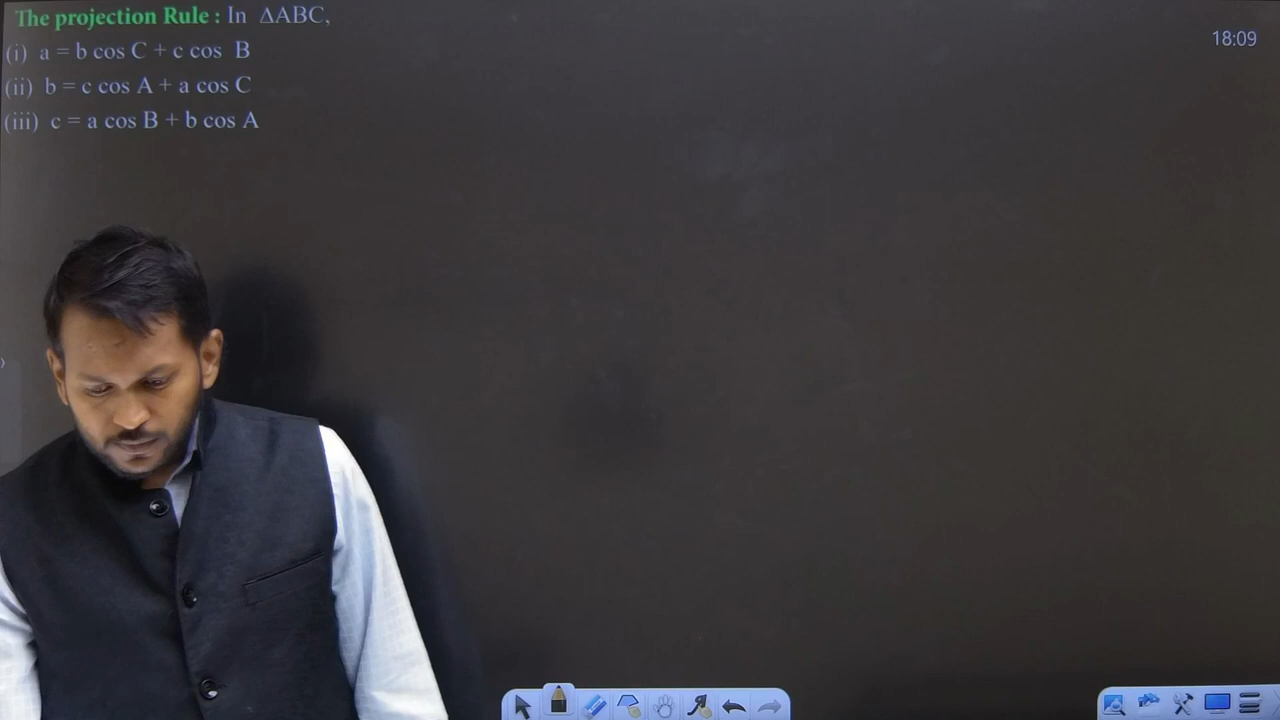 The projection Rule : In ΔABC,
18:09
(i) a = b cos C + c cos B
(ii) b = c cos A + a cos C
(iii) c = a cos B + b cos A